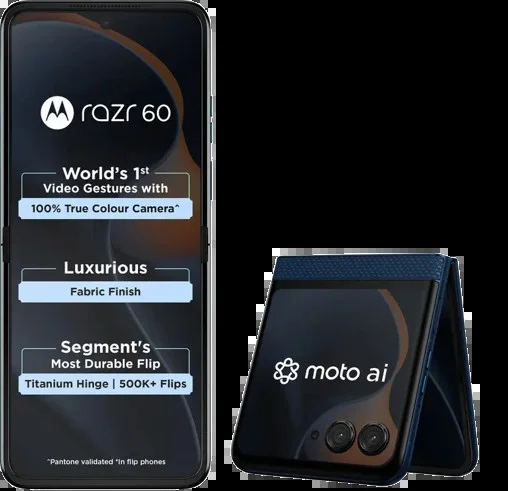 razr 60
World's 1st
Video Gestures with
100% True Colour Camera^
Luxurious
Fabric Finish
Segment's
Most Durable Flip
Titanium Hinge | 500K+ Flips
^Pantone validated *In flip phones
moto ai